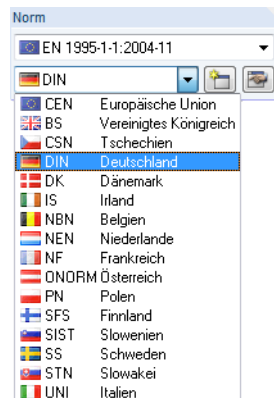 Norm
EN 1995-1-1:2004-11
DIN
CEN Europäische Union
BS Vereinigtes Königreich
CSN Tschechien
DIN Deutschland
DK Dänemark
IS Irland
NBN Belgien
NEN Niederlande
NF Frankreich
ONORM Österreich
PN Polen
SFS Finnland
SIST Slowenien
SS Schweden
STN Slowakei
UNI Italien